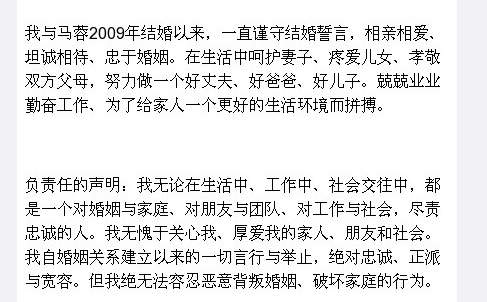 我与马蓉2009年结婚以来，一直谨守结婚誓言，相亲相爱、
坦诚相待、忠于婚姻。在生活中呵护妻子、疼爱儿女、孝敬
双方父母，努力做一个好丈夫、好爸爸、好儿子。兢兢业业
勤奋工作、为了给家人一个更好的生活环境而拼搏。
负责任的声明：我无论在生活中、工作中、社会交往中，都
是一个对婚姻与家庭、对朋友与团队、对工作与社会，尽责
忠诚的人。我无愧于关心我、厚爱我的家人、朋友和社会。
我自婚姻关系建立以来的一切言行与举止，绝对忠诚、正派
与宽容。但我绝无法容忍恶意背叛婚姻、破坏家庭的行为。